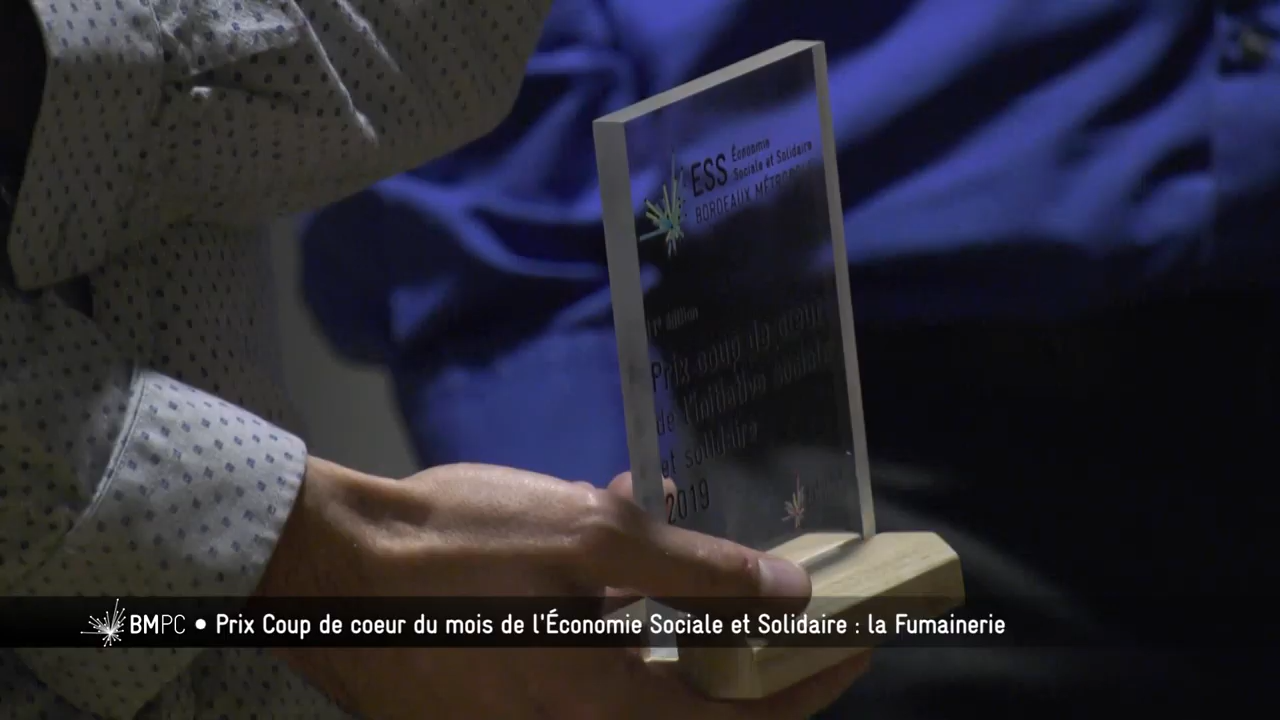 ESS Économie
Sociale et Solidaire
BORDEAUX MÉTROPOLE
édition
Prix coup de cœur
de l'initiative sociale
et solidaire
2019
BMPC • Prix Coup de coeur du mois de l'Économie Sociale et Solidaire : la Fumainerie